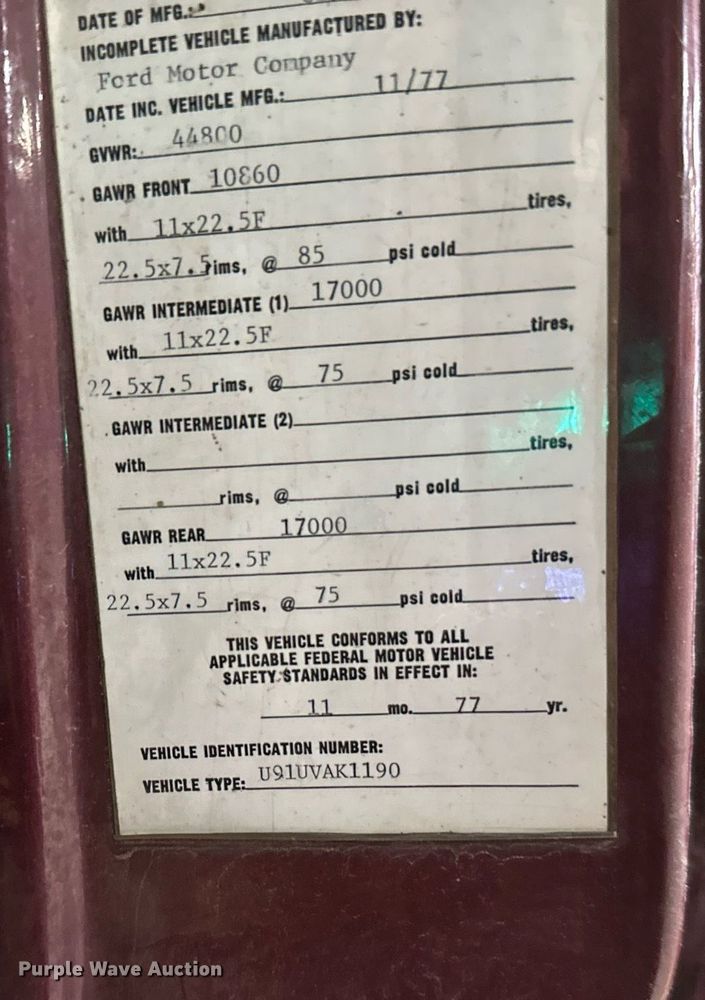 DATE OF MFG.:
INCOMPLETE VEHICLE MANUFACTURED BY:
Ford Motor Company
DATE INC. VEHICLE MFG.: 11/77
GVWR: 44800
GAWR FRONT 10860
with 11x22.5F tires,
22.5x7.5 rims, @ 85 psi cold
GAWR INTERMEDIATE (1) 17000
with 11x22.5F tires,
22.5x7.5 rims, @ 75 psi cold
GAWR INTERMEDIATE (2)
with tires,
rims, @ psi cold
GAWR REAR 17000
with 11x22.5F tires,
22.5x7.5 rims, @ 75 psi cold
THIS VEHICLE CONFORMS TO ALL
APPLICABLE FEDERAL MOTOR VEHICLE
SAFETY STANDARDS IN EFFECT IN:
11 mo. 77 yr.
VEHICLE IDENTIFICATION NUMBER:
VEHICLE TYPE: U91UVAK1190
Purple Wave Auction